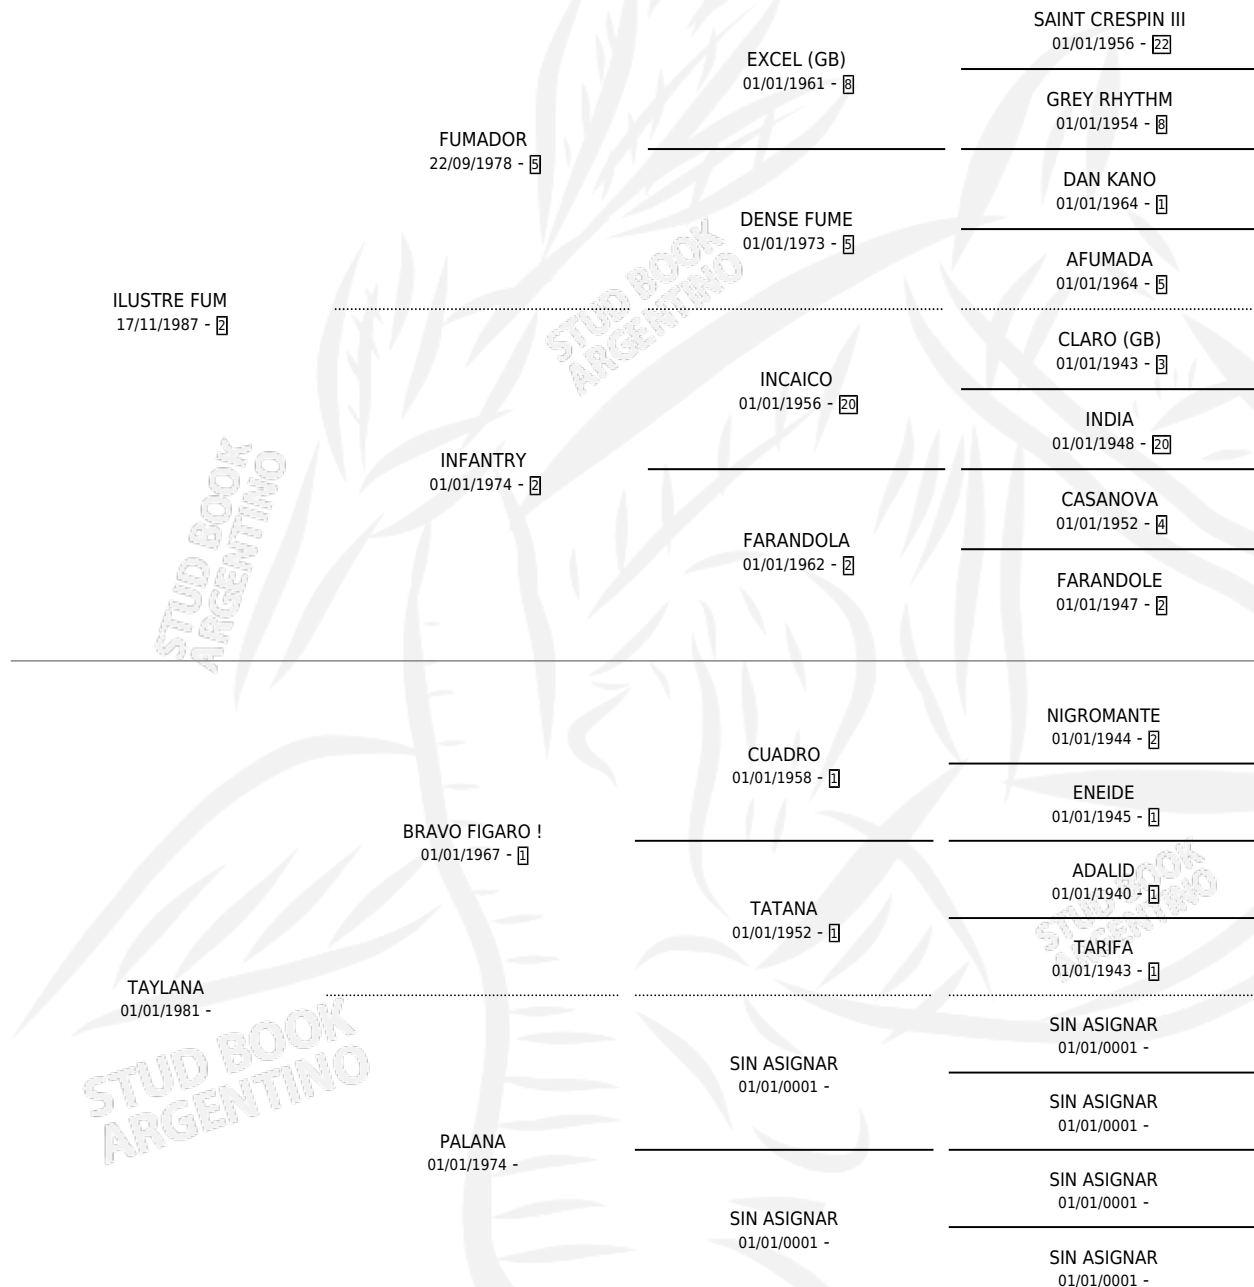 SAINT CRESPIN III
01/01/1956 - 22
EXCEL (GB)
01/01/1961 - 8
GREY RHYTHM
01/01/1954 - 8
FUMADOR
22/09/1978 - 5
DAN KANO
01/01/1964 - 1
DENSE FUME
01/01/1973 - 5
AFUMADA
01/01/1964 - 5
ILUSTRE FUM
17/11/1987 - 2
CLARO (GB)
01/01/1943 - 3
INCAICO
01/01/1956 - 20
INDIA
01/01/1948 - 20
INFANTRY
01/01/1974 - 2
CASANOVA
01/01/1952 - 4
FARANDOLA
01/01/1962 - 2
FARANDOLE
01/01/1947 - 2
NIGROMANTE
01/01/1944 - 2
CUADRO
01/01/1958 - 1
ENEIDE
01/01/1945 - 1
BRAVO FIGARO !
01/01/1967 - 1
ADALID
01/01/1940 - 1
TATANA
01/01/1952 - 1
TARIFA
01/01/1943 - 1
TAYLANA
01/01/1981 -
SIN ASIGNAR
01/01/0001 -
SIN ASIGNAR
01/01/0001 -
SIN ASIGNAR
01/01/0001 -
PALANA
01/01/1974 -
SIN ASIGNAR
01/01/0001 -
SIN ASIGNAR
01/01/0001 -
SIN ASIGNAR
01/01/0001 -
STUD BOOK
ARGENTINO
STUD BOOK
ARGENTINO
STUD BOOK
ARGENTINO
STUD BOOK
ARGENTINO